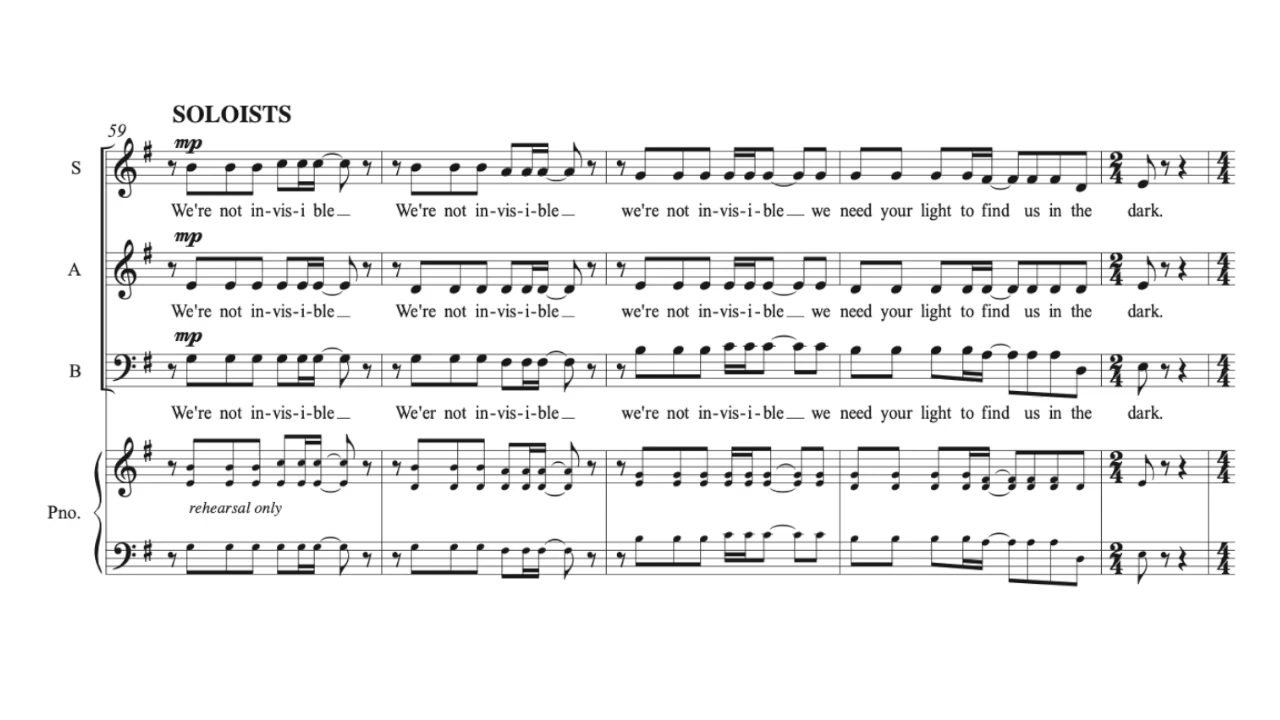 SOLOISTS
59
mp
S
We're not in-vis-i ble We're not in-vis-i-ble we're not in-vis-i-ble we need your light to find us in the dark.
mp
A
We're not in-vis-i-ble We're not in-vis-i-ble we're not in-vis-i-ble we need your light to find us in the dark.
mp
B
We're not in-vis-i-ble We'er not in-vis-i-ble we're not in-vis-i-ble we need your light to find us in the dark.
Pno.
rehearsal only